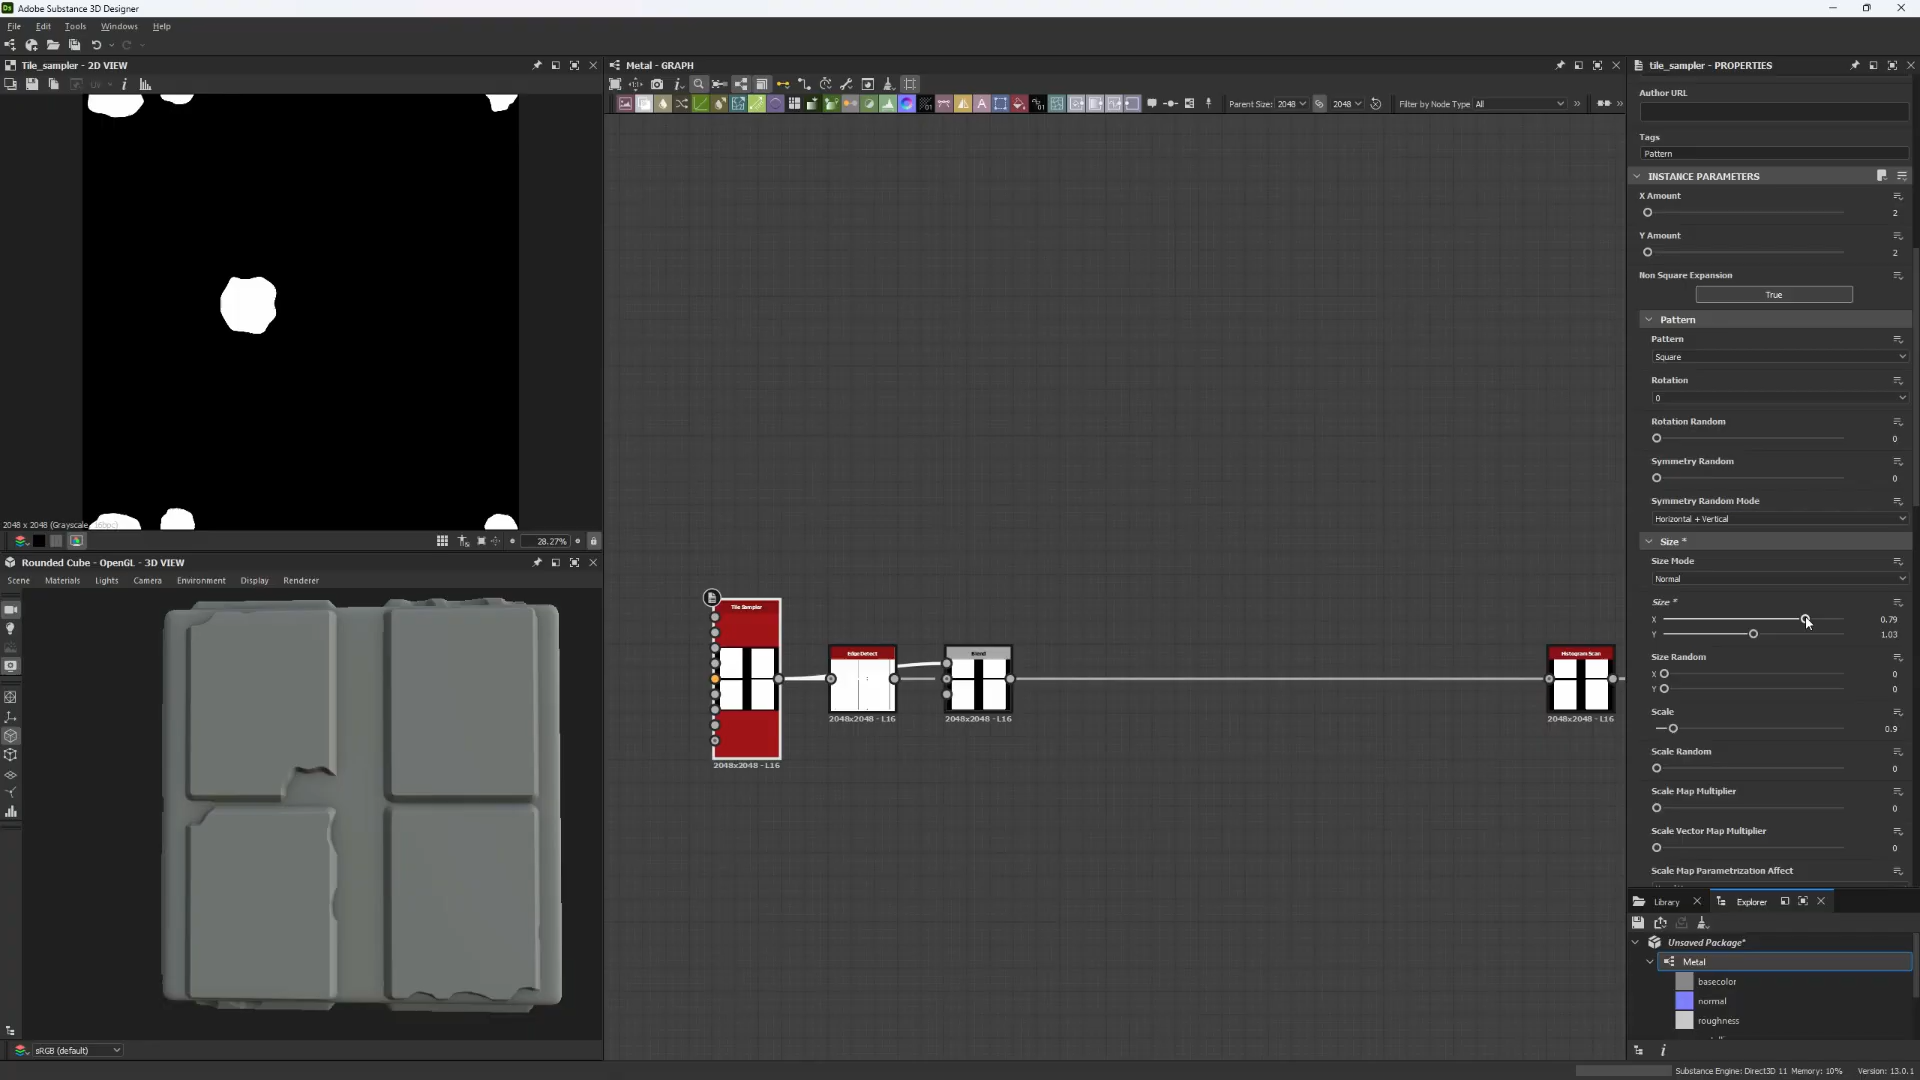 Adobe Substance 3D Designer
File Edit Tools Windows Help
Tile_sampler - 2D VIEW
2048 x 2048 (Grayscale, 16bpc)
28.27%
Rounded Cube - OpenGL - 3D VIEW
Scene Materials Lights Camera Environment Display Renderer
sRGB (default)
Metal - GRAPH
Parent Size: 2048 2048 Filter by Node Type All
Tile Sampler
2048x2048 - L16
Edge Detect
2048x2048 - L16
Blend
2048x2048 - L16
Histogram Scan
2048x2048 - L16
tile_sampler - PROPERTIES
Author URL
Tags
Pattern
INSTANCE PARAMETERS
X Amount
2
Y Amount
2
Non Square Expansion
True
Pattern
Pattern
Square
Rotation
0
Rotation Random
0
Symmetry Random
0
Symmetry Random Mode
Horizontal + Vertical
Size *
Size Mode
Normal
Size *
X 0.79
Y 1.03
Size Random
X 0
Y 0
Scale
0.9
Scale Random
0
Scale Map Multiplier
0
Scale Vector Map Multiplier
0
Scale Map Parametrization Affect
Library Explorer
Unsaved Package*
Metal
basecolor
normal
roughness
Substance Engine: Direct3D 11 Memory: 10% Version: 13.0.1